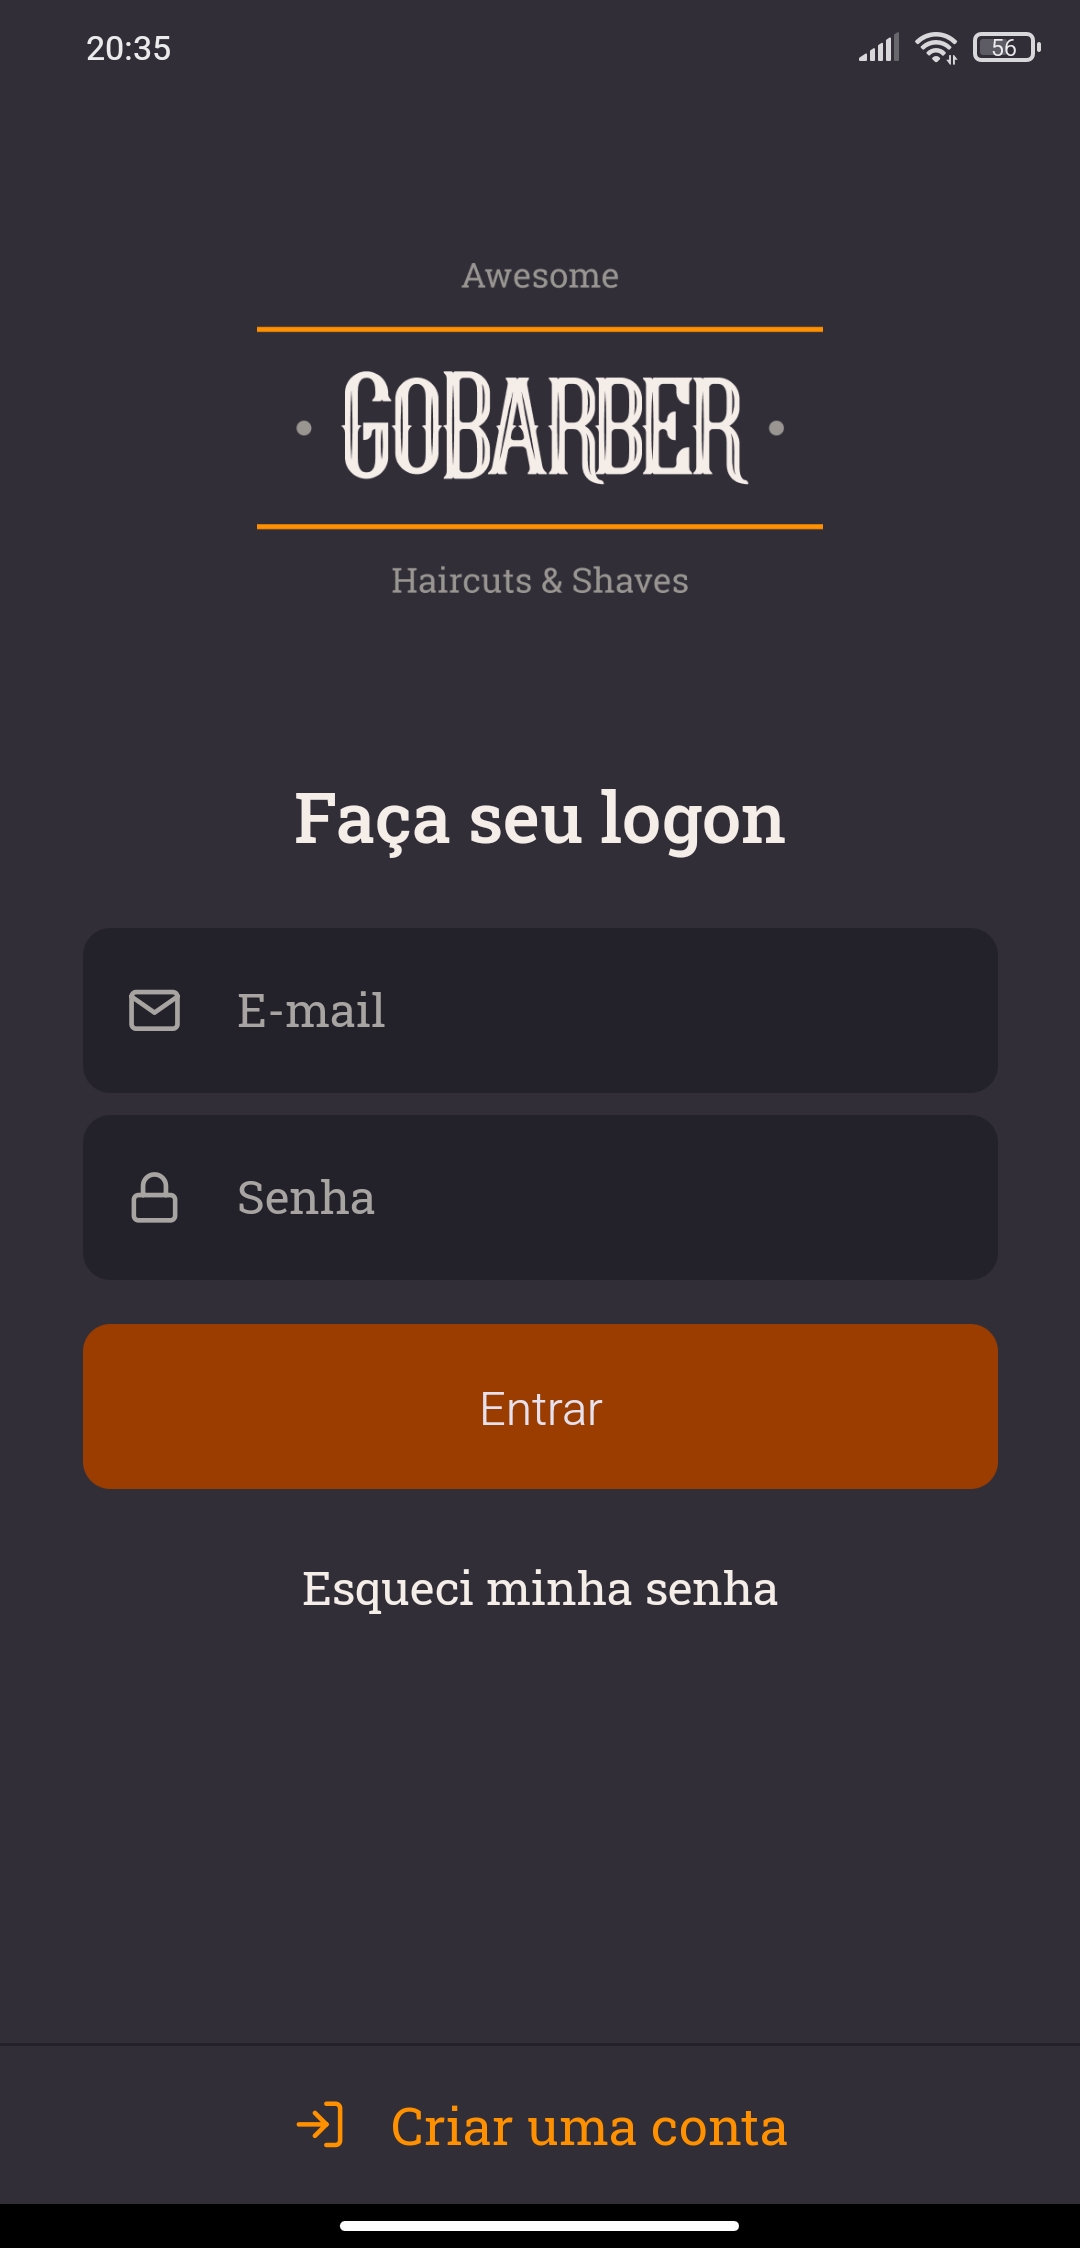 20:35
56
Awesome
• GOBARBER •
Haircuts & Shaves
Faça seu logon
E-mail
Senha
Entrar
Esqueci minha senha
Criar uma conta